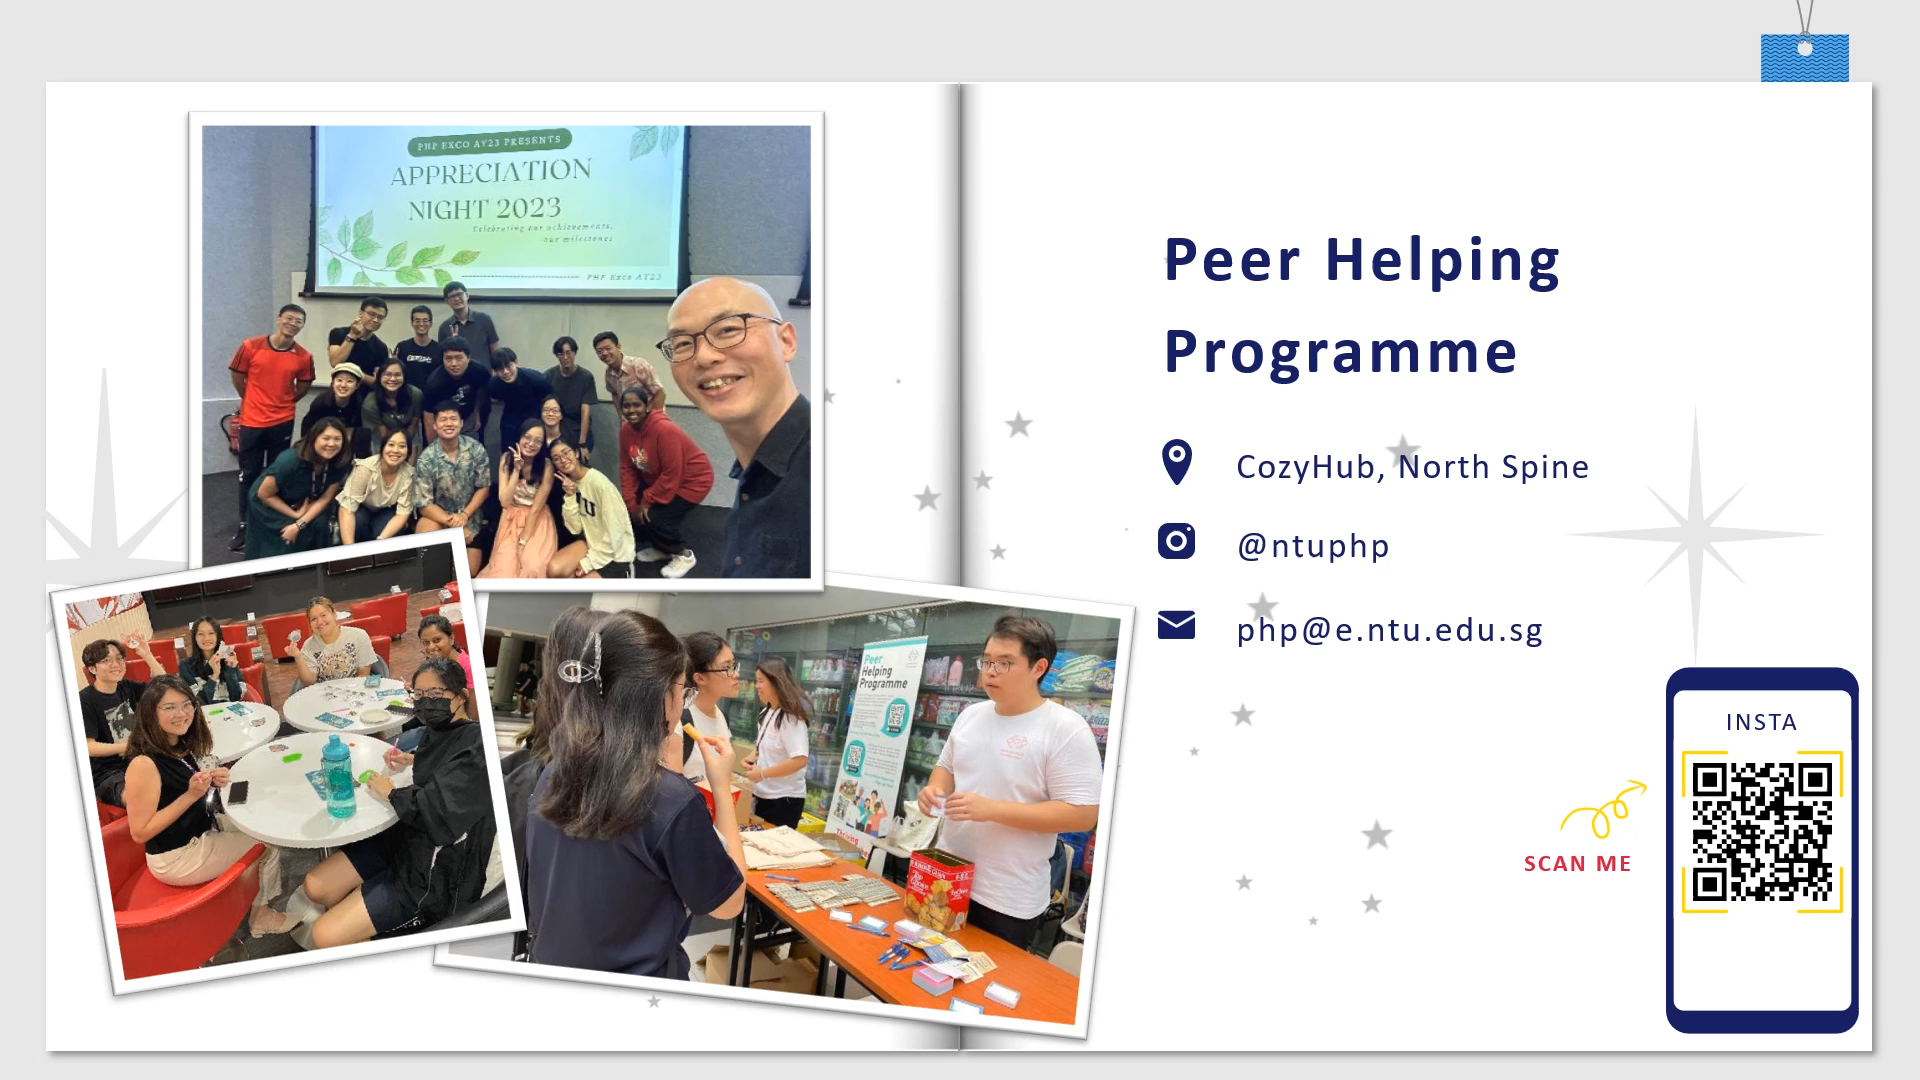 PHP EXCO AY23 PRESENTS
APPRECIATION
NIGHT 2023
Celebrating our achievements,
our milestones
PHP Exco AY23
Peer
Helping
Programme
Peer Helping
Programme
CozyHub, North Spine
@ntuphp
php@e.ntu.edu.sg
INSTA
SCAN ME